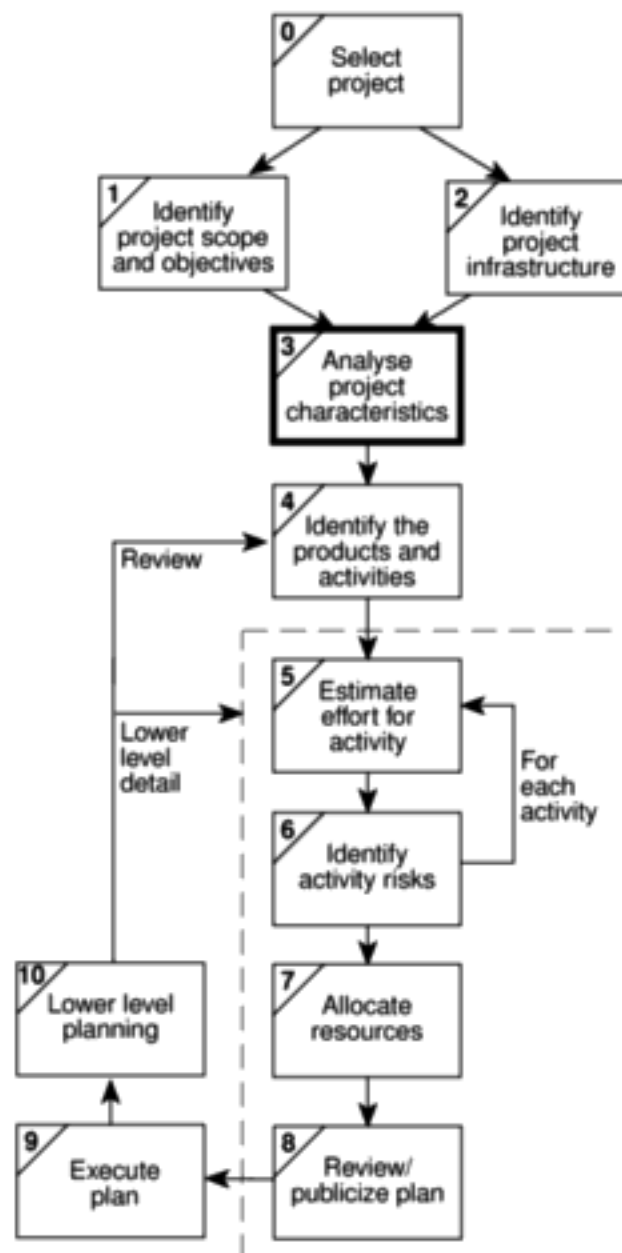 0
Select
project
1
Identify
project scope
and objectives
2
Identify
project
infrastructure
3
Analyse
project
characteristics
4
Identify the
products and
activities
Review
5
Estimate
effort for
activity
Lower
level
detail
For
each
activity
6
Identify
activity risks
10
Lower level
planning
7
Allocate
resources
9
Execute
plan
8
Review/
publicize plan